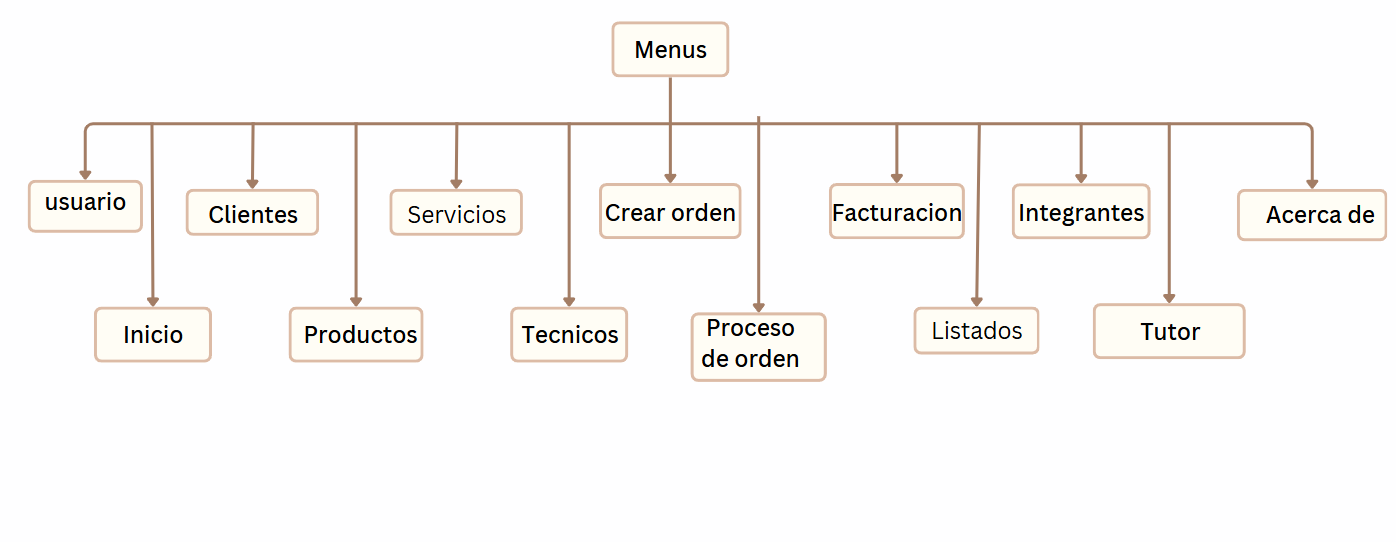 Menus
usuario
Clientes
Servicios
Crear orden
Facturacion
Integrantes
Acerca de
Inicio
Productos
Tecnicos
Proceso
de orden
Listados
Tutor